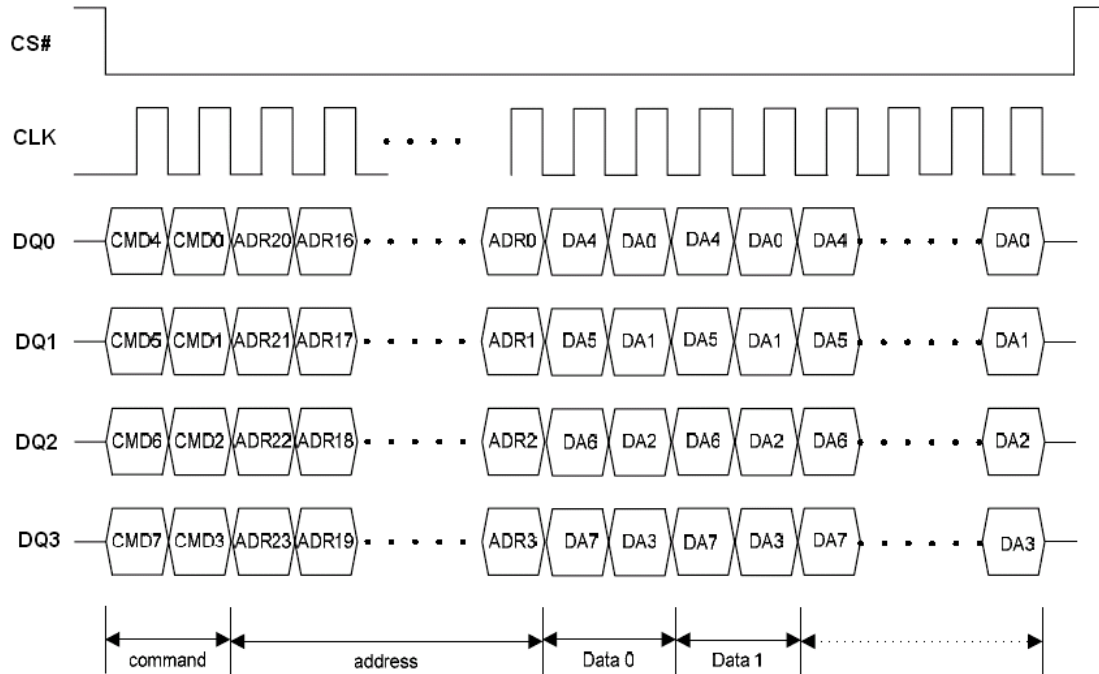 CS#
CLK
DQ0 CMD4 CMD0 ADR20 ADR16 ADR0 DA4 DA0 DA4 DA0 DA4 DA0
DQ1 CMD5 CMD1 ADR21 ADR17 ADR1 DA5 DA1 DA5 DA1 DA5 DA1
DQ2 CMD6 CMD2 ADR22 ADR18 ADR2 DA6 DA2 DA6 DA2 DA6 DA2
DQ3 CMD7 CMD3 ADR23 ADR19 ADR3 DA7 DA3 DA7 DA3 DA7 DA3
command address Data 0 Data 1